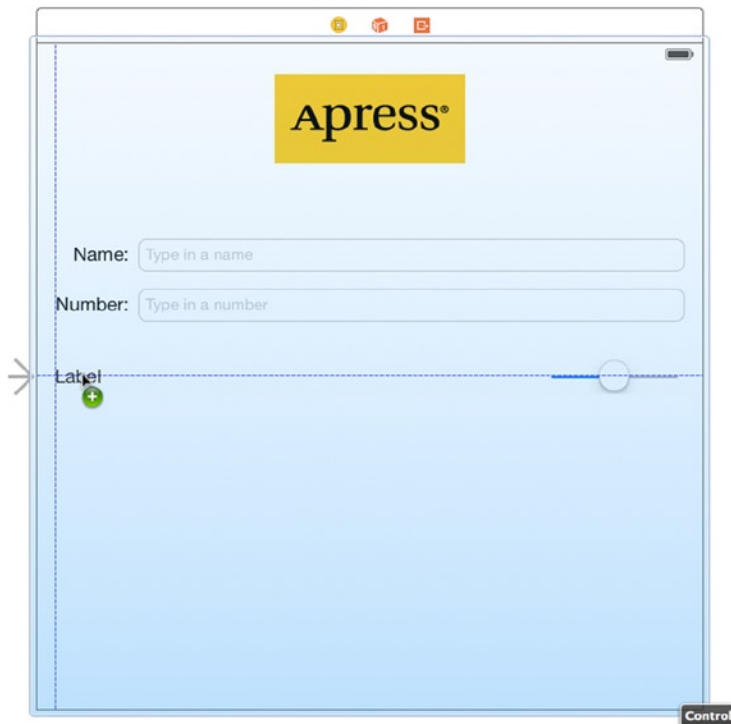 Apress®
Name: Type in a name
Number: Type in a number
Label
Control